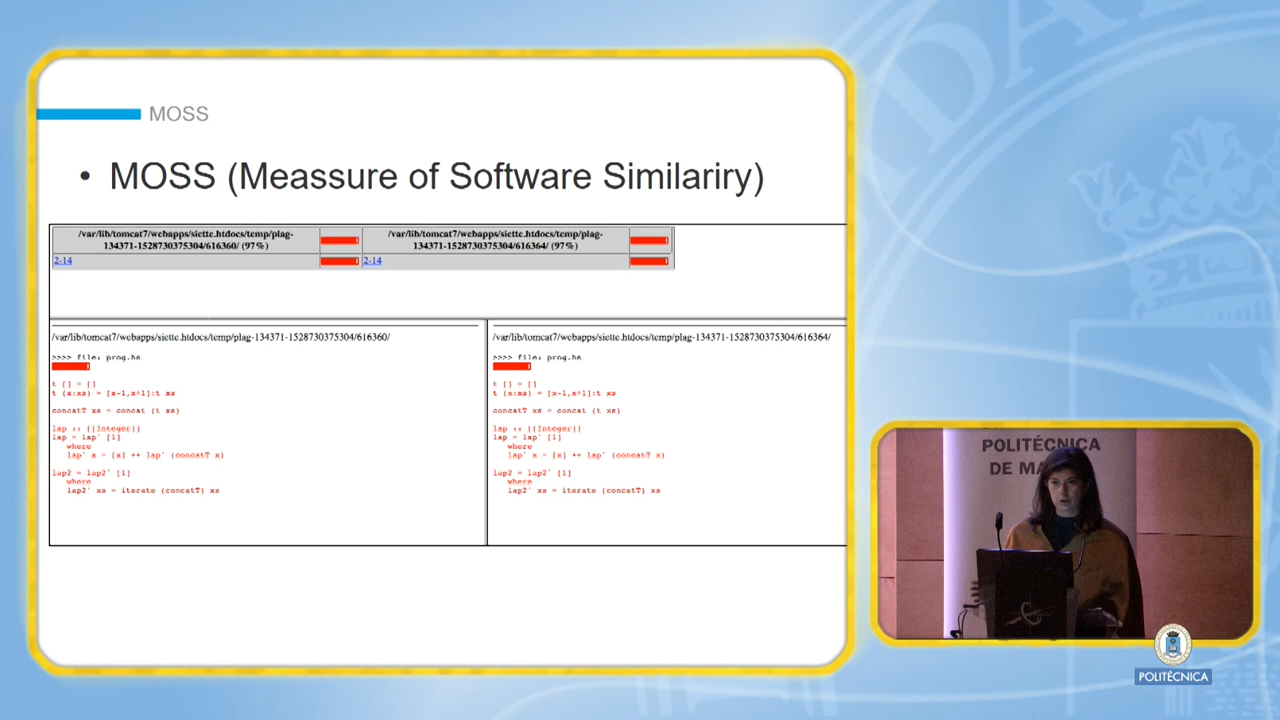 MOSS
• MOSS (Meassure of Software Similariry)
/var/lib/tomcat7/webapps/siette.htdocs/temp/plag-
134371-1528730375304/616360/ (97%)
/var/lib/tomcat7/webapps/siette.htdocs/temp/plag-
134371-1528730375304/616364/ (97%)
2-14
2-14
/var/lib/tomcat7/webapps/siette.htdocs/temp/plag-134371-1528730375304/616360/
>>>> file: prog.hs
t [] = []
t (x:xs) = [x-1,x+1]:t xs
concatT xs = concat (t xs)
lap :: [[Integer]]
lap = lap' [1]
where
lap' x = [x] ++ lap' (concatT x)
lap2 = lap2' [1]
where
lap2' xs = iterate (concatT) xs
/var/lib/tomcat7/webapps/siette.htdocs/temp/plag-134371-1528730375304/616364/
>>>> file: prog.hs
t [] = []
t (x:xs) = [x-1,x+1]:t xs
concatT xs = concat (t xs)
lap :: [[Integer]]
lap = lap' [1]
where
lap' x = [x] ++ lap' (concatT x)
lap2 = lap2' [1]
where
lap2' xs = iterate (concatT) xs
POLITÉCNICA
DE MA
POLITÉCNICA